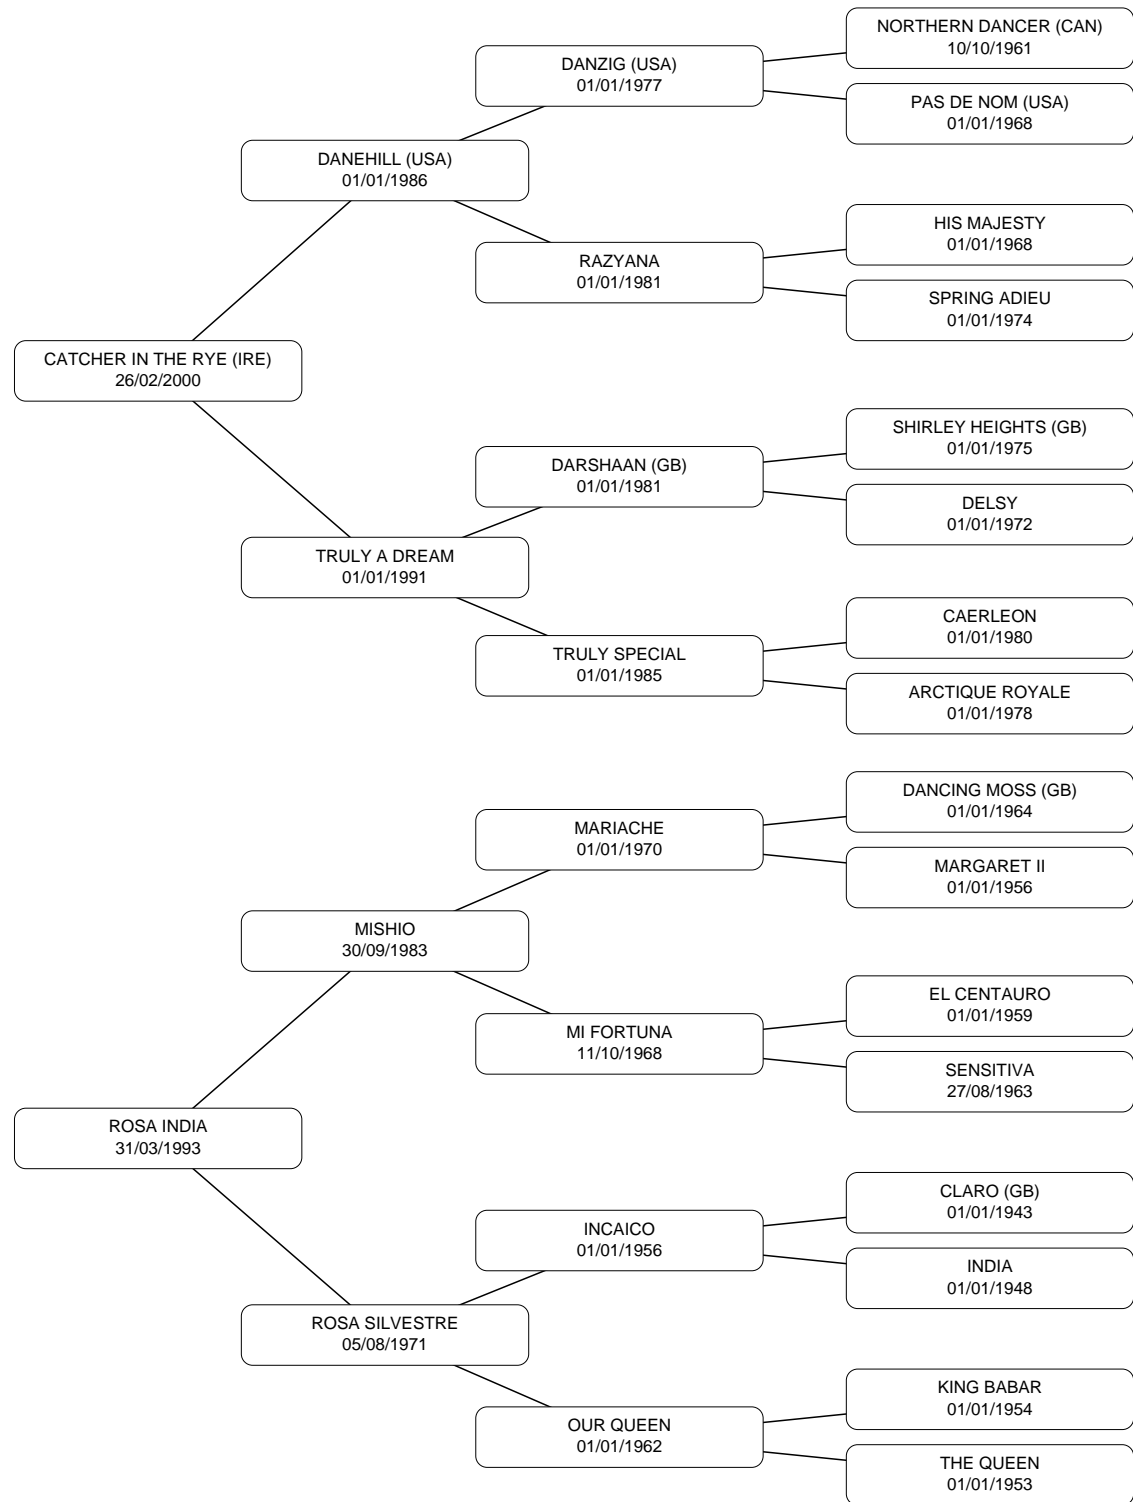 NORTHERN DANCER (CAN)
10/10/1961
DANZIG (USA)
01/01/1977
PAS DE NOM (USA)
01/01/1968
DANEHILL (USA)
01/01/1986
HIS MAJESTY
01/01/1968
RAZYANA
01/01/1981
SPRING ADIEU
01/01/1974
CATCHER IN THE RYE (IRE)
26/02/2000
SHIRLEY HEIGHTS (GB)
01/01/1975
DARSHAAN (GB)
01/01/1981
DELSY
01/01/1972
TRULY A DREAM
01/01/1991
CAERLEON
01/01/1980
TRULY SPECIAL
01/01/1985
ARCTIQUE ROYALE
01/01/1978
DANCING MOSS (GB)
01/01/1964
MARIACHE
01/01/1970
MARGARET II
01/01/1956
MISHIO
30/09/1983
EL CENTAURO
01/01/1959
MI FORTUNA
11/10/1968
SENSITIVA
27/08/1963
ROSA INDIA
31/03/1993
CLARO (GB)
01/01/1943
INCAICO
01/01/1956
INDIA
01/01/1948
ROSA SILVESTRE
05/08/1971
KING BABAR
01/01/1954
OUR QUEEN
01/01/1962
THE QUEEN
01/01/1953